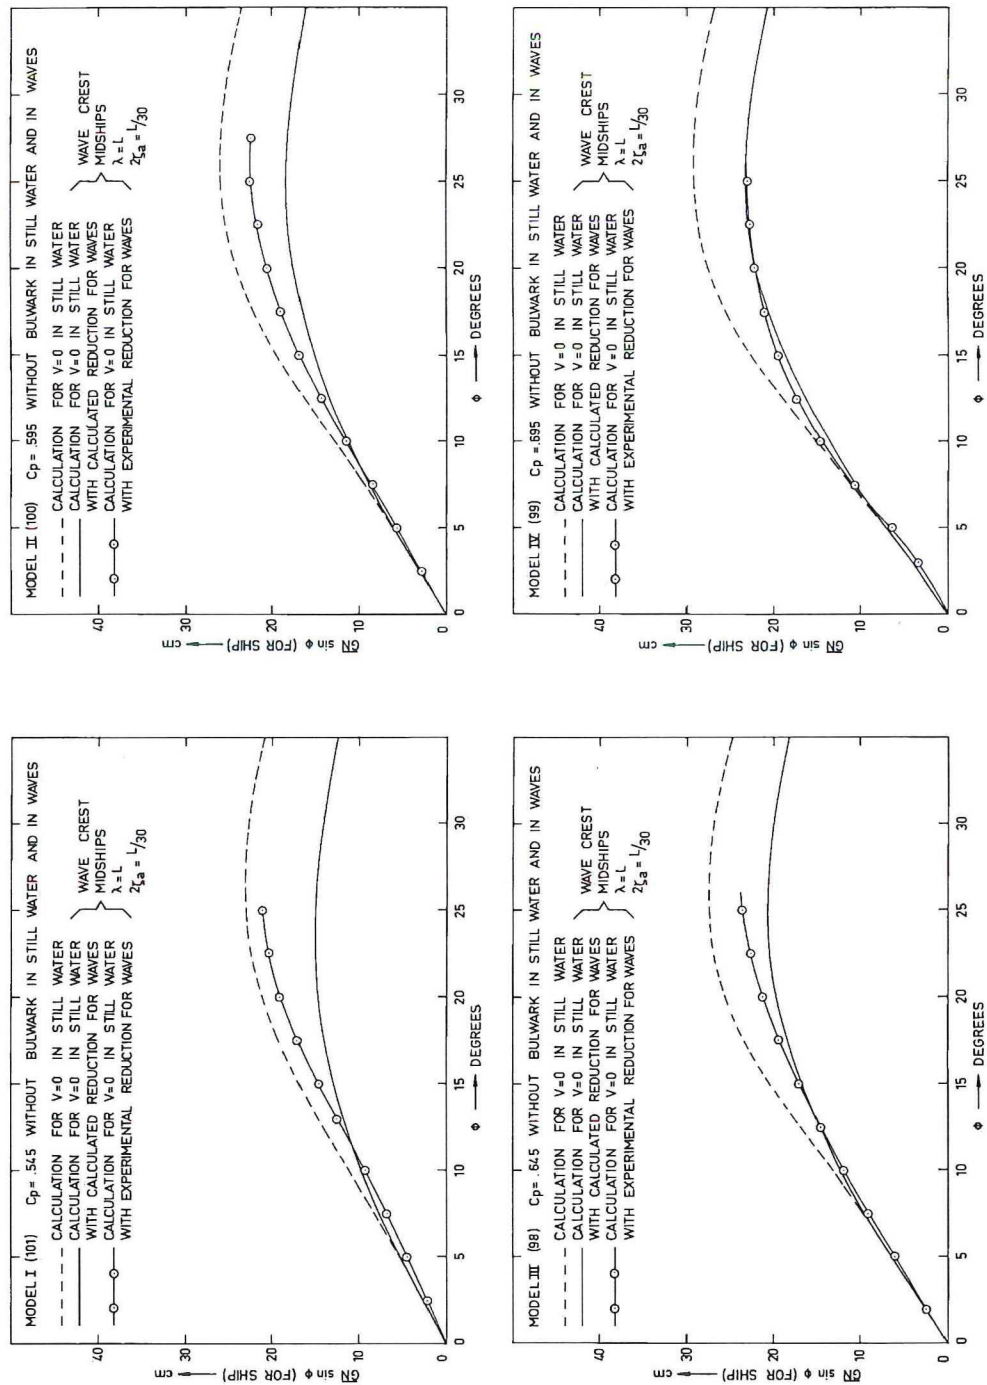 MODEL I (101) Cp = .545 WITHOUT BULWARK IN STILL WATER AND IN WAVES
CALCULATION FOR V=0 IN STILL WATER
CALCULATION FOR V=0 IN STILL WATER
WITH CALCULATED REDUCTION FOR WAVES
CALCULATION FOR V=0 IN STILL WATER
WITH EXPERIMENTAL REDUCTION FOR WAVES
WAVE CREST
MIDSHIPS
λ = L
2ζa = L/30
40
30
20
10
0
GN sin φ (FOR SHIP) → cm
0 5 10 15 20 25 30
φ → DEGREES
MODEL II (100) Cp = .595 WITHOUT BULWARK IN STILL WATER AND IN WAVES
CALCULATION FOR V=0 IN STILL WATER
CALCULATION FOR V=0 IN STILL WATER
WITH CALCULATED REDUCTION FOR WAVES
CALCULATION FOR V=0 IN STILL WATER
WITH EXPERIMENTAL REDUCTION FOR WAVES
WAVE CREST
MIDSHIPS
λ = L
2ζa = L/30
40
30
20
10
0
GN sin φ (FOR SHIP) → cm
0 5 10 15 20 25 30
φ → DEGREES
MODEL III (98) Cp = .645 WITHOUT BULWARK IN STILL WATER AND IN WAVES
CALCULATION FOR V=0 IN STILL WATER
CALCULATION FOR V=0 IN STILL WATER
WITH CALCULATED REDUCTION FOR WAVES
CALCULATION FOR V=0 IN STILL WATER
WITH EXPERIMENTAL REDUCTION FOR WAVES
WAVE CREST
MIDSHIPS
λ = L
2ζa = L/30
40
30
20
10
0
GN sin φ (FOR SHIP) → cm
0 5 10 15 20 25 30
φ → DEGREES
MODEL IV (99) Cp = .695 WITHOUT BULWARK IN STILL WATER AND IN WAVES
CALCULATION FOR V=0 IN STILL WATER
CALCULATION FOR V=0 IN STILL WATER
WITH CALCULATED REDUCTION FOR WAVES
CALCULATION FOR V=0 IN STILL WATER
WITH EXPERIMENTAL REDUCTION FOR WAVES
WAVE CREST
MIDSHIPS
λ = L
2ζa = L/30
40
30
20
10
0
GN sin φ (FOR SHIP) → cm
0 5 10 15 20 25 30
φ → DEGREES